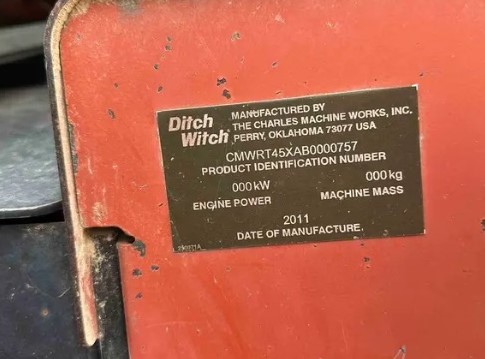 Ditch Witch
MANUFACTURED BY
THE CHARLES MACHINE WORKS, INC.
PERRY, OKLAHOMA 73077 USA
CMWRT45XAB0000757
PRODUCT IDENTIFICATION NUMBER
000kW 000kg
ENGINE POWER MACHINE MASS
2011
DATE OF MANUFACTURE.